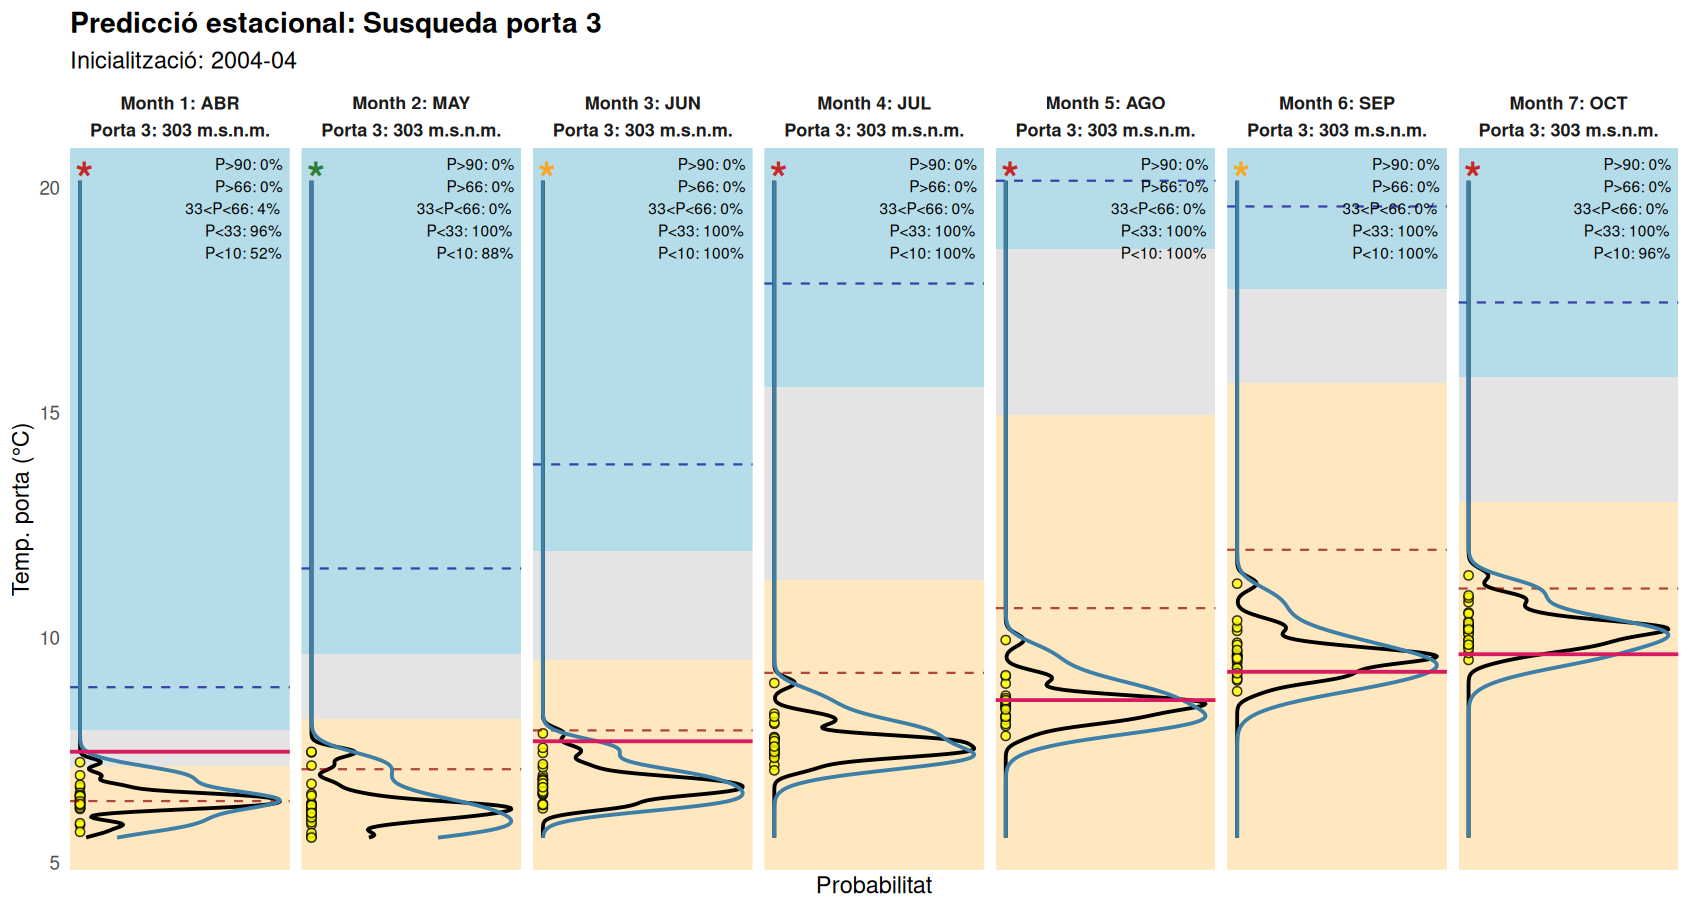 Predicció estacional: Susqueda porta 3
Inicialització: 2004-04
Month 1: ABR
Porta 3: 303 m.s.n.m.
Month 2: MAY
Porta 3: 303 m.s.n.m.
Month 3: JUN
Porta 3: 303 m.s.n.m.
Month 4: JUL
Porta 3: 303 m.s.n.m.
Month 5: AGO
Porta 3: 303 m.s.n.m.
Month 6: SEP
Porta 3: 303 m.s.n.m.
Month 7: OCT
Porta 3: 303 m.s.n.m.
*
P>90: 0%
P>66: 0%
33<P<66: 4%
P<33: 96%
P<10: 52%
*
P>90: 0%
P>66: 0%
33<P<66: 0%
P<33: 100%
P<10: 88%
*
P>90: 0%
P>66: 0%
33<P<66: 0%
P<33: 100%
P<10: 100%
*
P>90: 0%
P>66: 0%
33<P<66: 0%
P<33: 100%
P<10: 100%
*
P>90: 0%
P>66: 0%
33<P<66: 0%
P<33: 100%
P<10: 100%
*
P>90: 0%
P>66: 0%
33<P<66: 0%
P<33: 100%
P<10: 100%
*
P>90: 0%
P>66: 0%
33<P<66: 0%
P<33: 100%
P<10: 96%
20
15
10
5
Temp. porta (°C)
Probabilitat